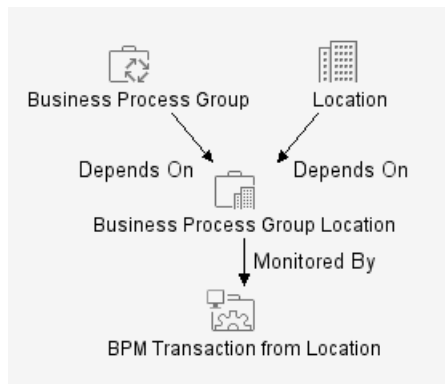 Business Process Group
Location
Depends On
Depends On
Business Process Group Location
Monitored By
BPM Transaction from Location